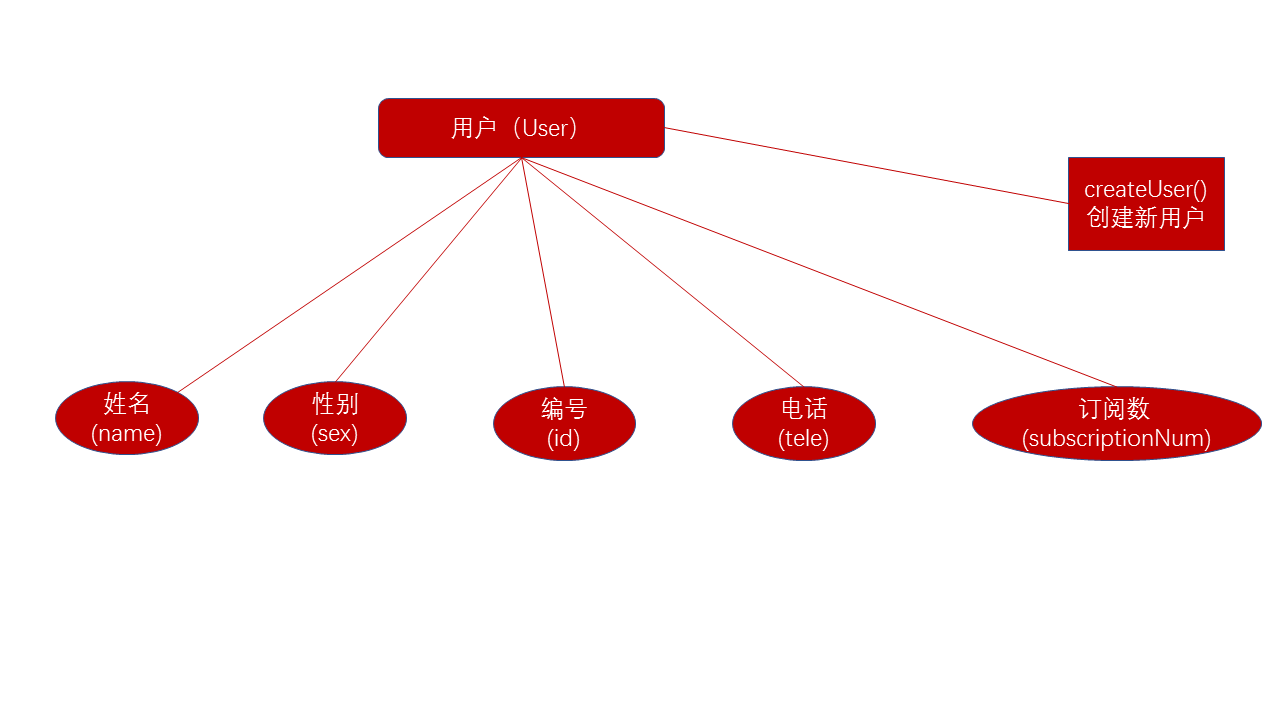 用户（User）
createUser()
创建新用户
姓名
(name)
性别
(sex)
编号
(id)
电话
(tele)
订阅数
(subscriptionNum)